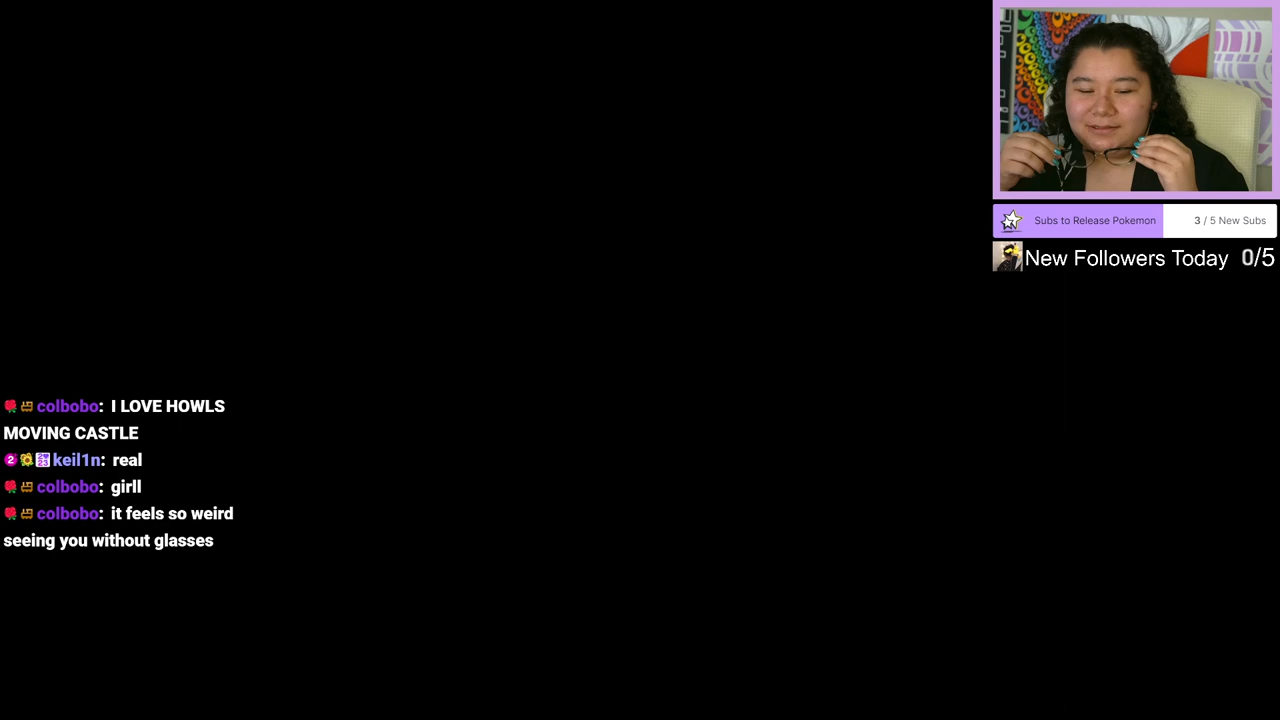 Subs to Release Pokemon 3 / 5 New Subs
New Followers Today 0/5
colbobo: I LOVE HOWLS
MOVING CASTLE
2 keil1n: real
colbobo: girll
colbobo: it feels so weird
seeing you without glasses